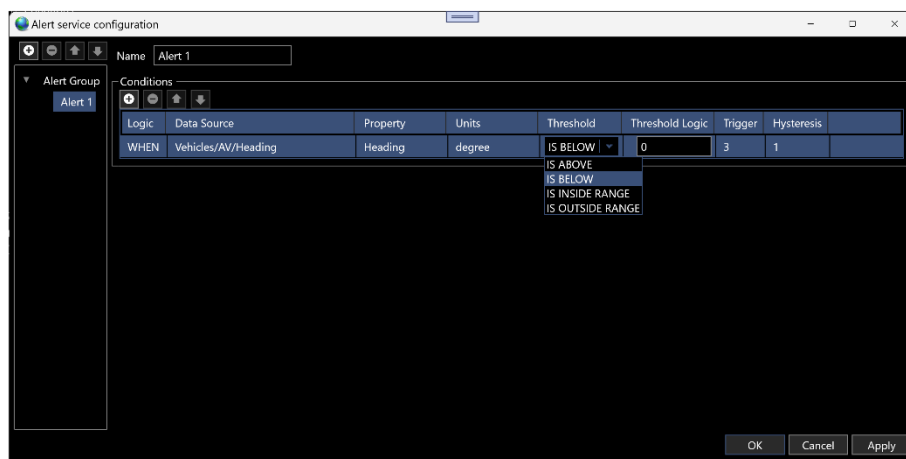 Alert service configuration
Name Alert 1
Alert Group
Alert 1
Conditions
Logic Data Source Property Units Threshold Threshold Logic Trigger Hysteresis
WHEN Vehicles/AV/Heading Heading degree IS BELOW 0 3 1
IS ABOVE
IS BELOW
IS INSIDE RANGE
IS OUTSIDE RANGE
OK Cancel Apply